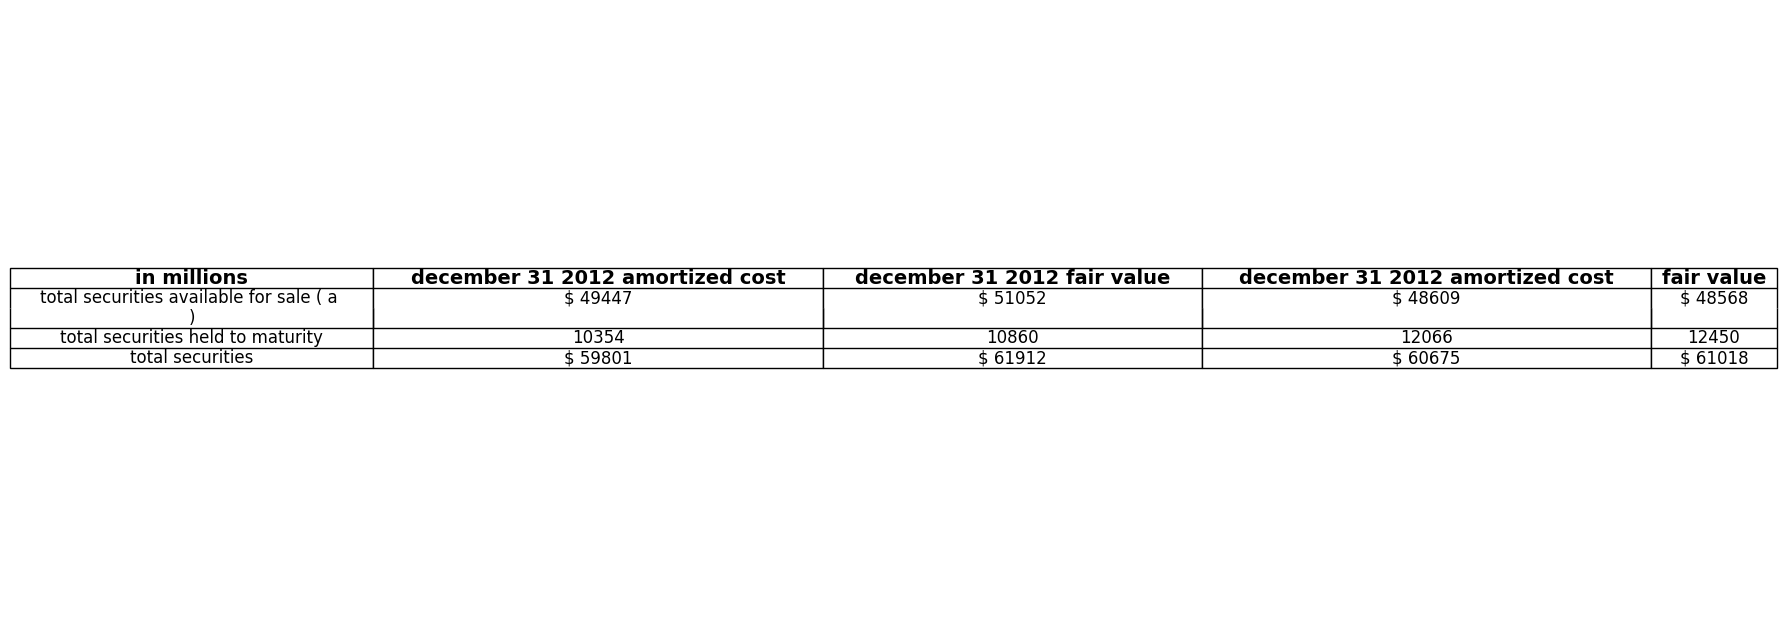 in millions december 31 2012 amortized cost december 31 2012 fair value december 31 2012 amortized cost fair value
total securities available for sale ( a $ 49447 $ 51052 $ 48609 $ 48568
)
total securities held to maturity 10354 10860 12066 12450
total securities $ 59801 $ 61912 $ 60675 $ 61018